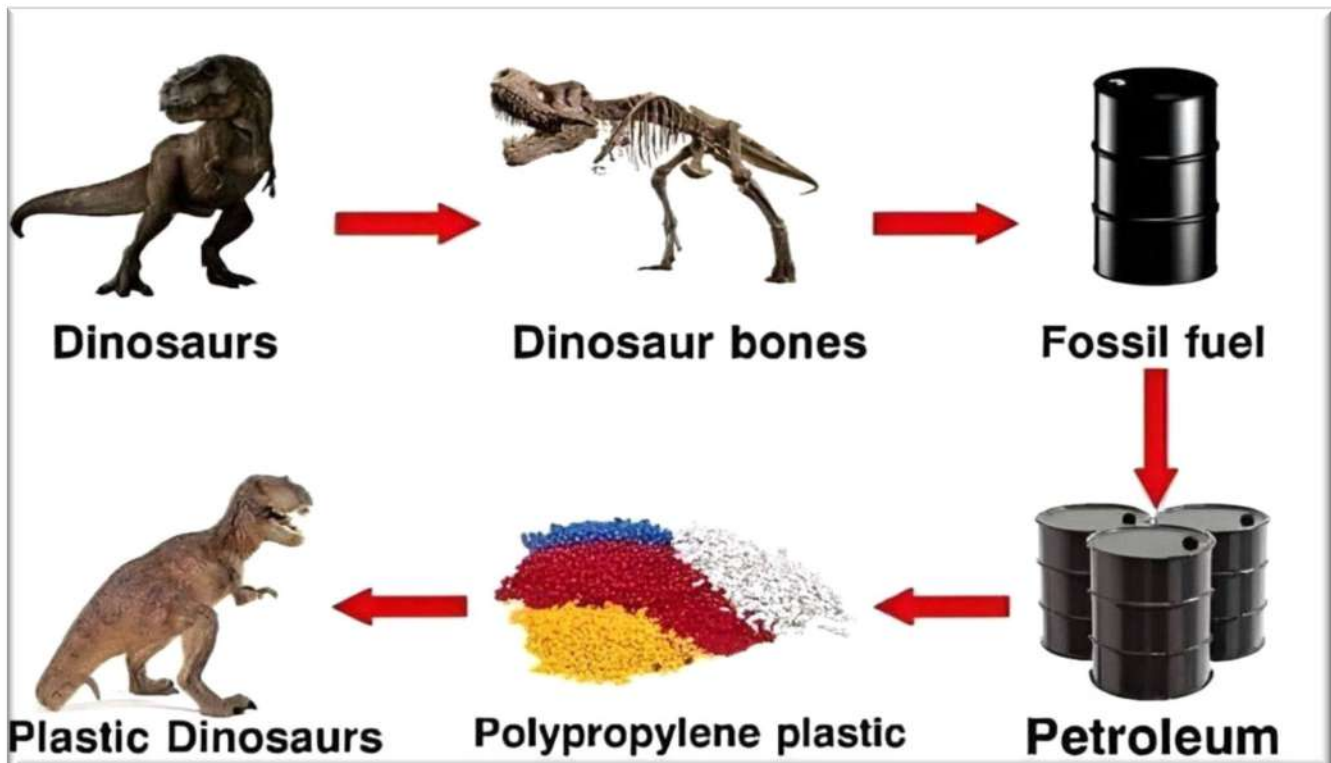 Dinosaurs
Dinosaur bones
Fossil fuel
Petroleum
Polypropylene plastic
Plastic Dinosaurs